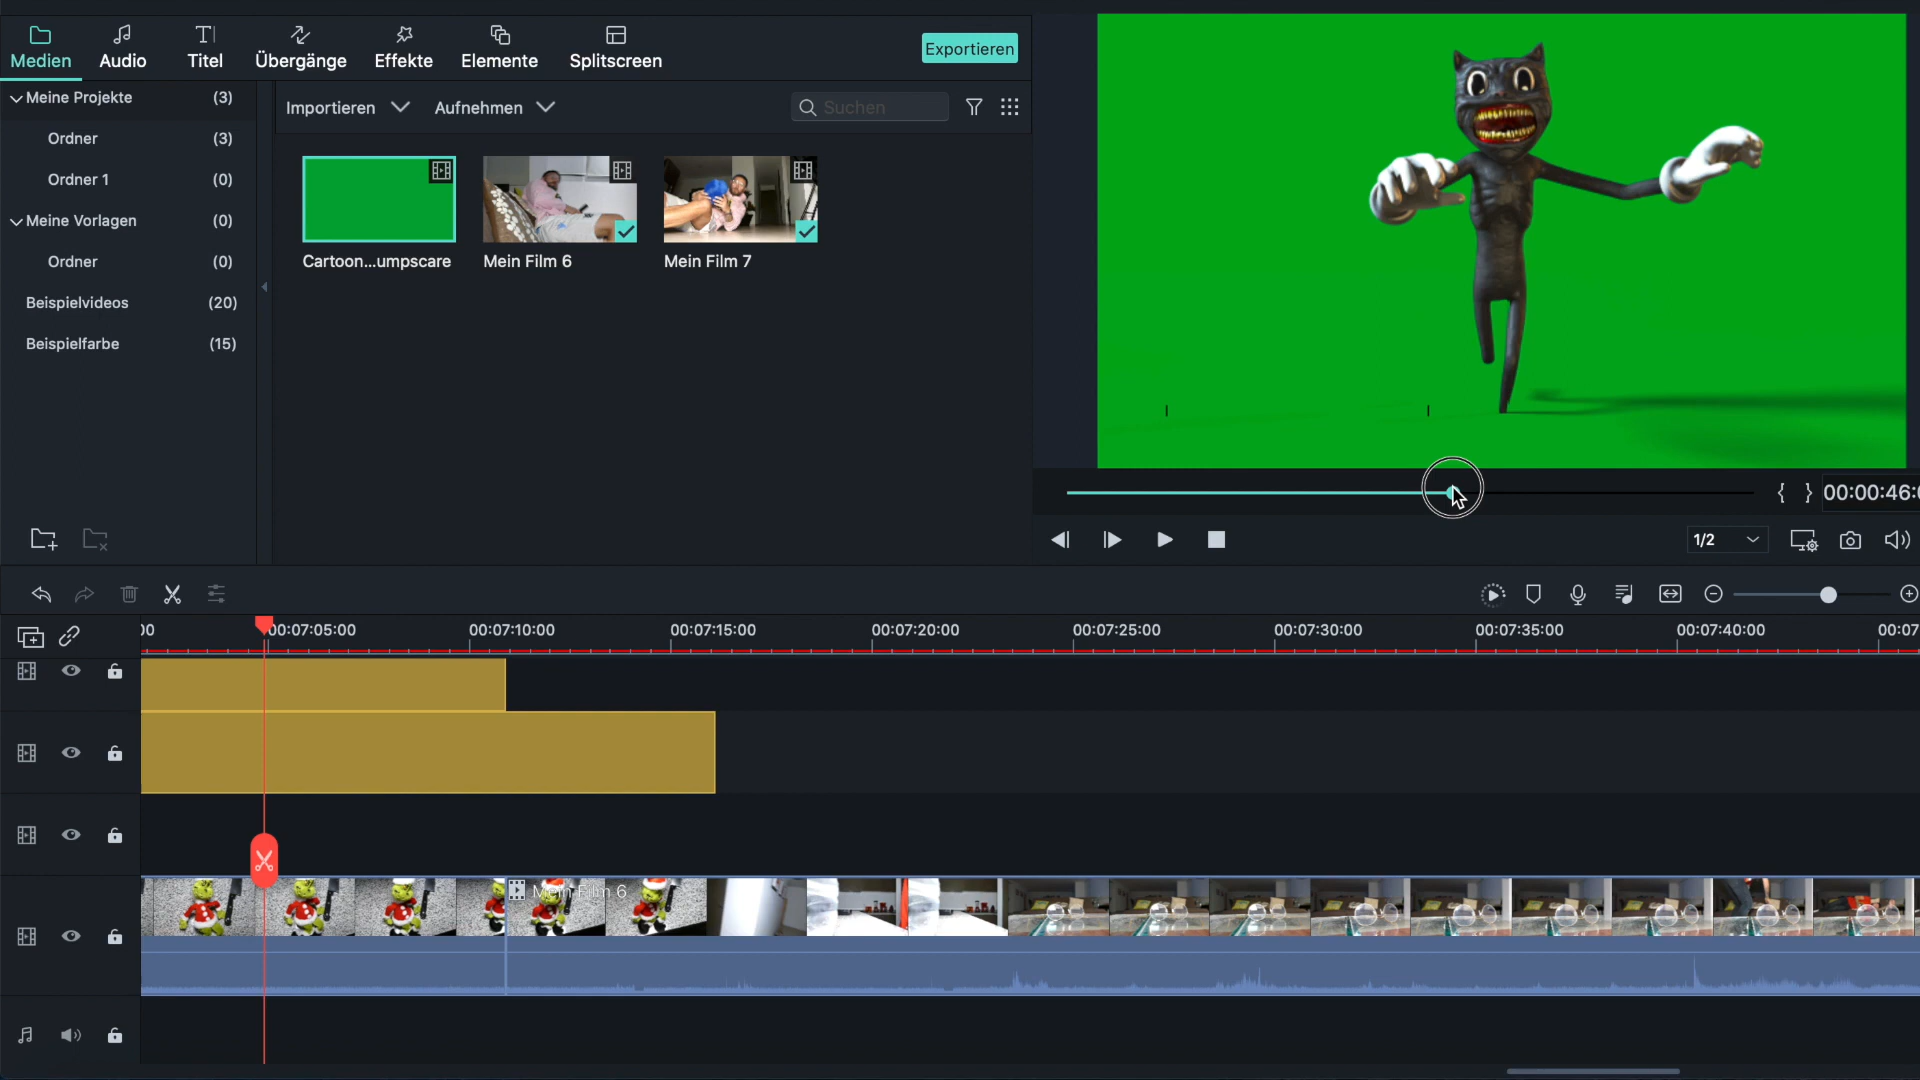 Medien
Audio
Titel
Übergänge
Effekte
Elemente
Splitscreen
Exportieren
Meine Projekte (3)
Ordner (3)
Ordner 1 (0)
Meine Vorlagen (0)
Ordner (0)
Beispielvideos (20)
Beispielfarbe (15)
Importieren
Aufnehmen
Suchen
Cartoon...umpscare
Mein Film 6
Mein Film 7
{ } 00:00:46:
1/2
00
00:07:05:00
00:07:10:00
00:07:15:00
00:07:20:00
00:07:25:00
00:07:30:00
00:07:35:00
00:07:40:00
00:07
Mein Film 6